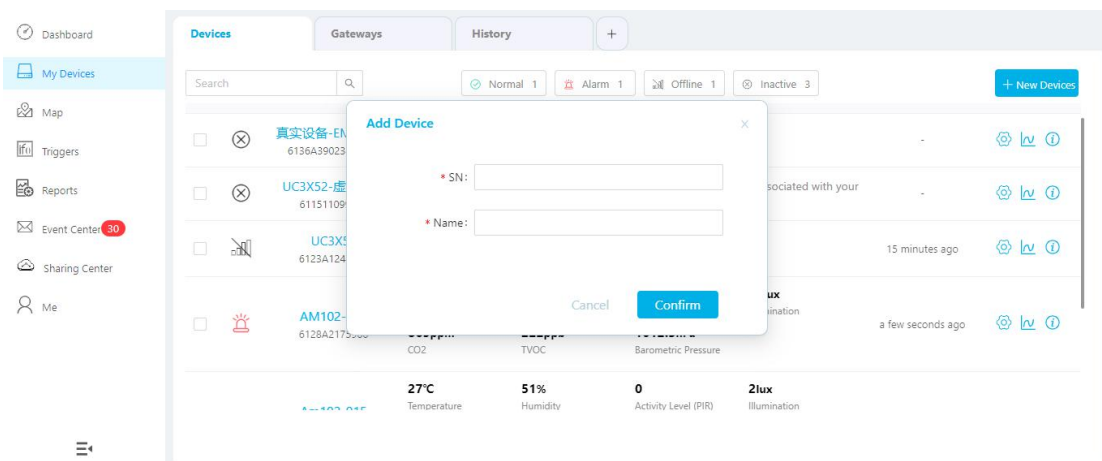 Dashboard
My Devices
Map
Triggers
Reports
Event Center 30
Sharing Center
Me
Devices
Gateways
History
+
Search
Normal 1
Alarm 1
Offline 1
Inactive 3
+ New Devices
Add Device
×
* SN:
* Name:
Cancel
Confirm
真实设备-EM
6136A39023
-
UC3X52-虚
61151109
sociated with your
-
UC3X5
6123A124
15 minutes ago
AM102-
6128A2175
lux
ination
a few seconds ago
CO2
TVOC
Barometric Pressure
27℃
51%
0
2lux
Temperature
Humidity
Activity Level (PIR)
Illumination
Am102-915